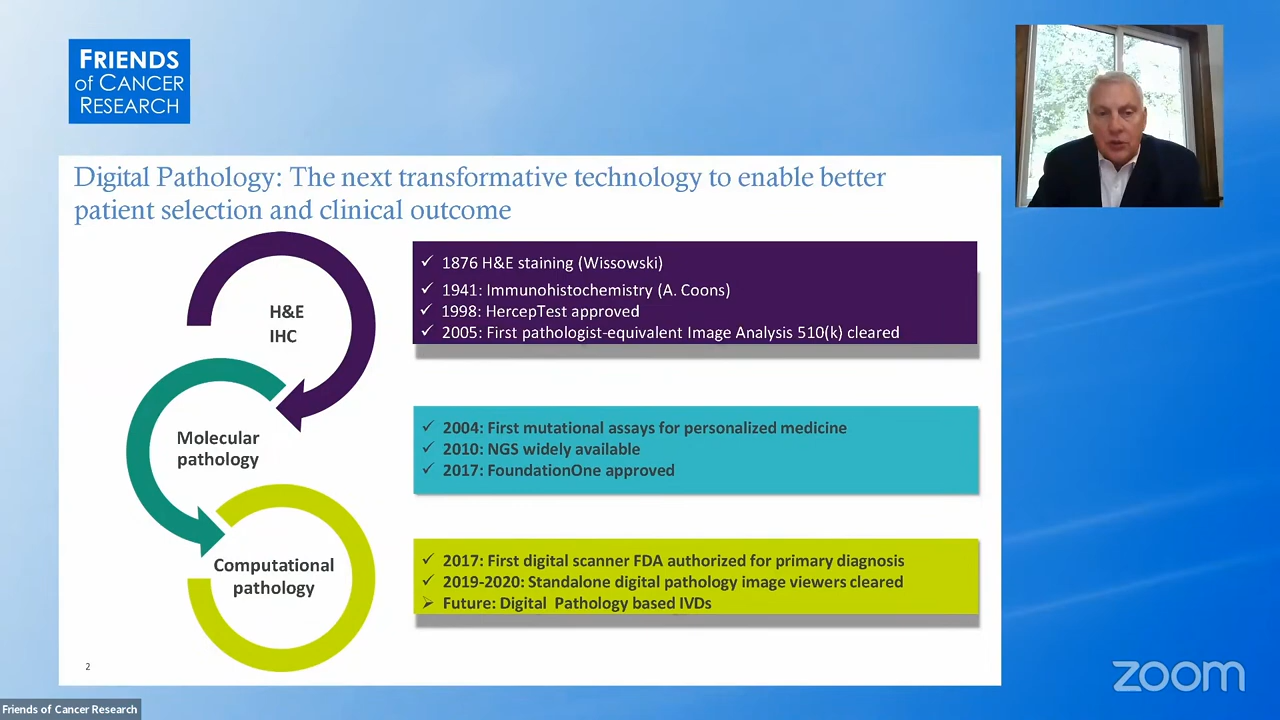 FRIENDS
of CANCER
RESEARCH
Digital Pathology: The next transformative technology to enable better
patient selection and clinical outcome
H&E
IHC
✓ 1876 H&E staining (Wissowski)
✓ 1941: Immunohistochemistry (A. Coons)
✓ 1998: HercepTest approved
✓ 2005: First pathologist-equivalent Image Analysis 510(k) cleared
Molecular
pathology
✓ 2004: First mutational assays for personalized medicine
✓ 2010: NGS widely available
✓ 2017: FoundationOne approved
Computational
pathology
✓ 2017: First digital scanner FDA authorized for primary diagnosis
✓ 2019-2020: Standalone digital pathology image viewers cleared
➢ Future: Digital Pathology based IVDs
2
zoom
Friends of Cancer Research